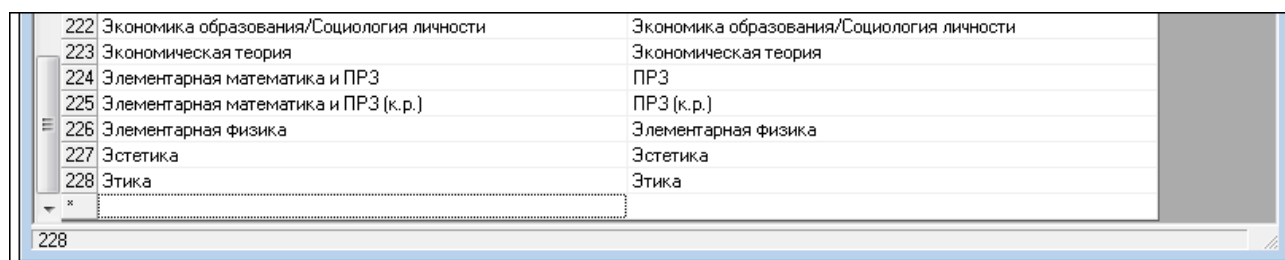 222 Экономика образования/Социология личности Экономика образования/Социология личности
223 Экономическая теория Экономическая теория
224 Элементарная математика и ПРЗ ПРЗ
225 Элементарная математика и ПРЗ (к.р.) ПРЗ (к.р.)
226 Элементарная физика Элементарная физика
227 Эстетика Эстетика
228 Этика Этика
*
228